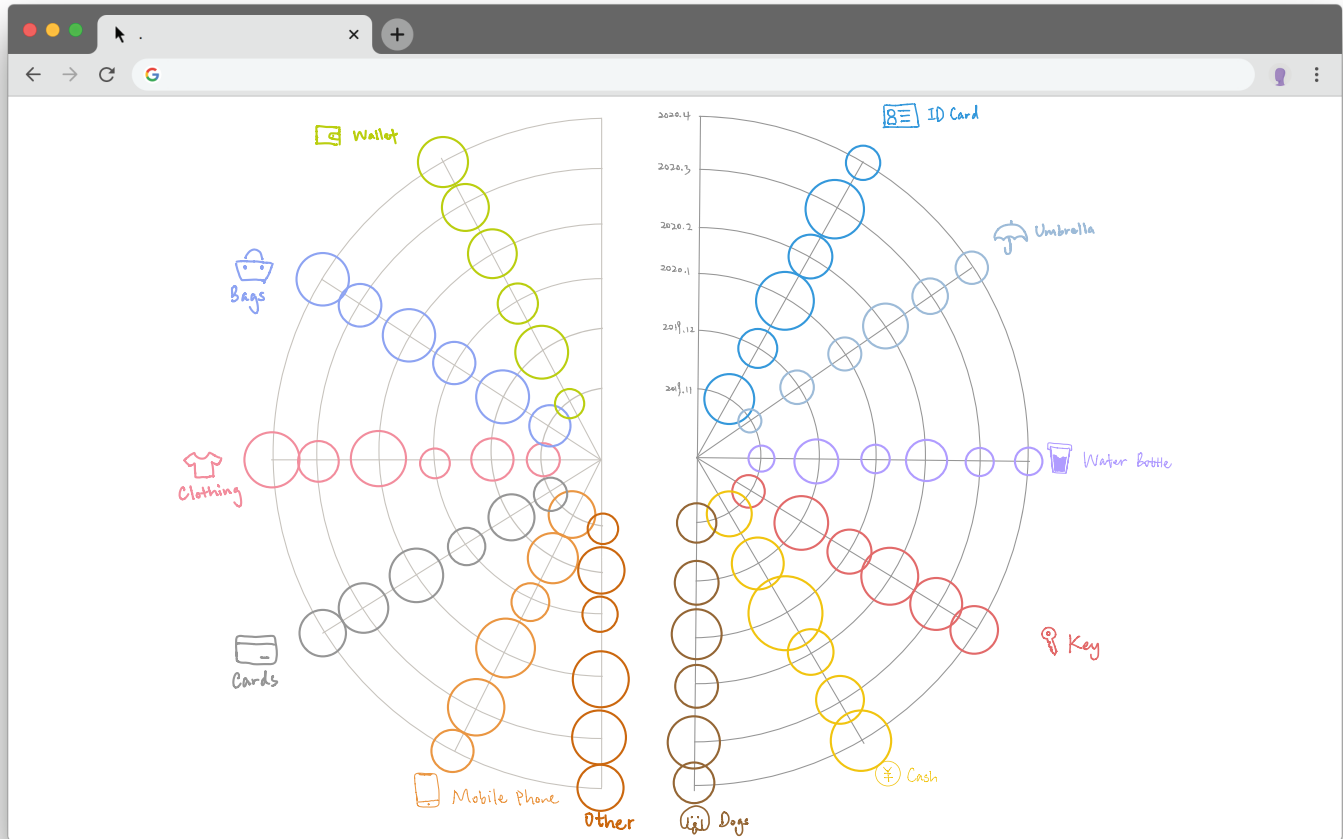 .
Wallet
Bags
Clothing
Cards
Mobile Phone
Other
2020.4
2020.3
2020.2
2020.1
2019.12
2019.11
ID Card
Umbrella
Water Bottle
Key
¥ Cash
Dogs